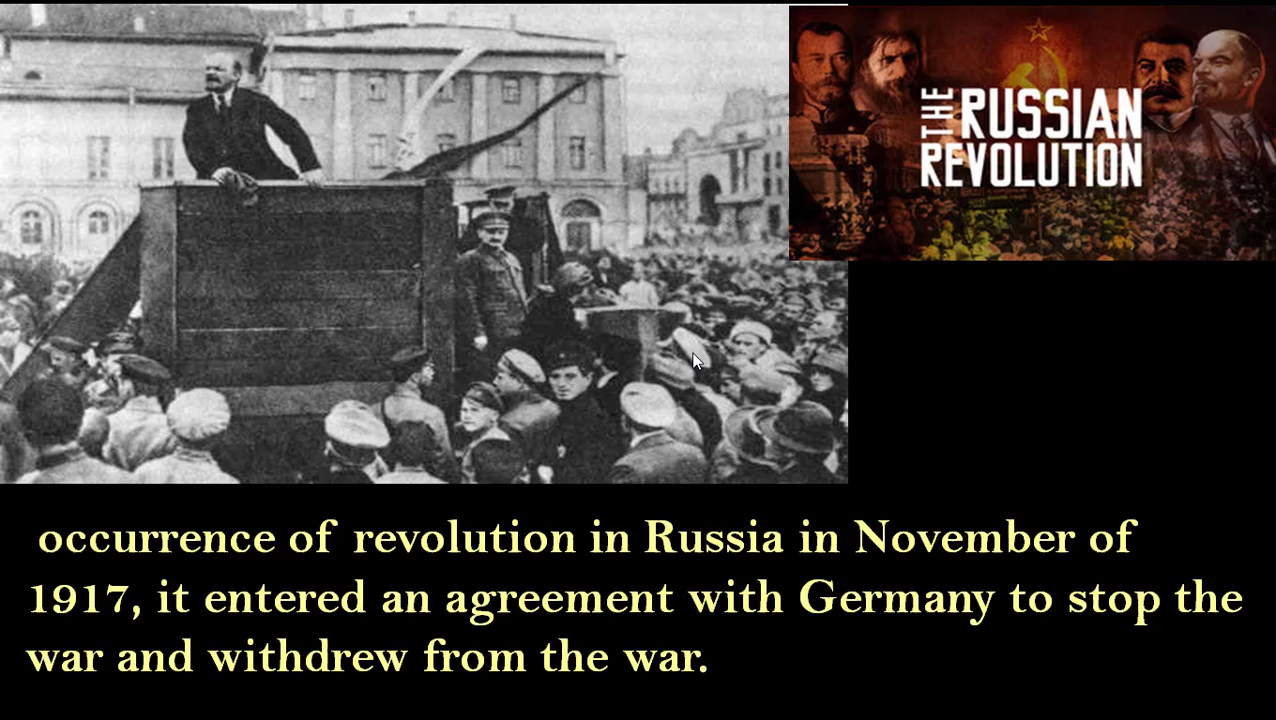 THE RUSSIAN
REVOLUTION
occurrence of revolution in Russia in November of
1917, it entered an agreement with Germany to stop the
war and withdrew from the war.